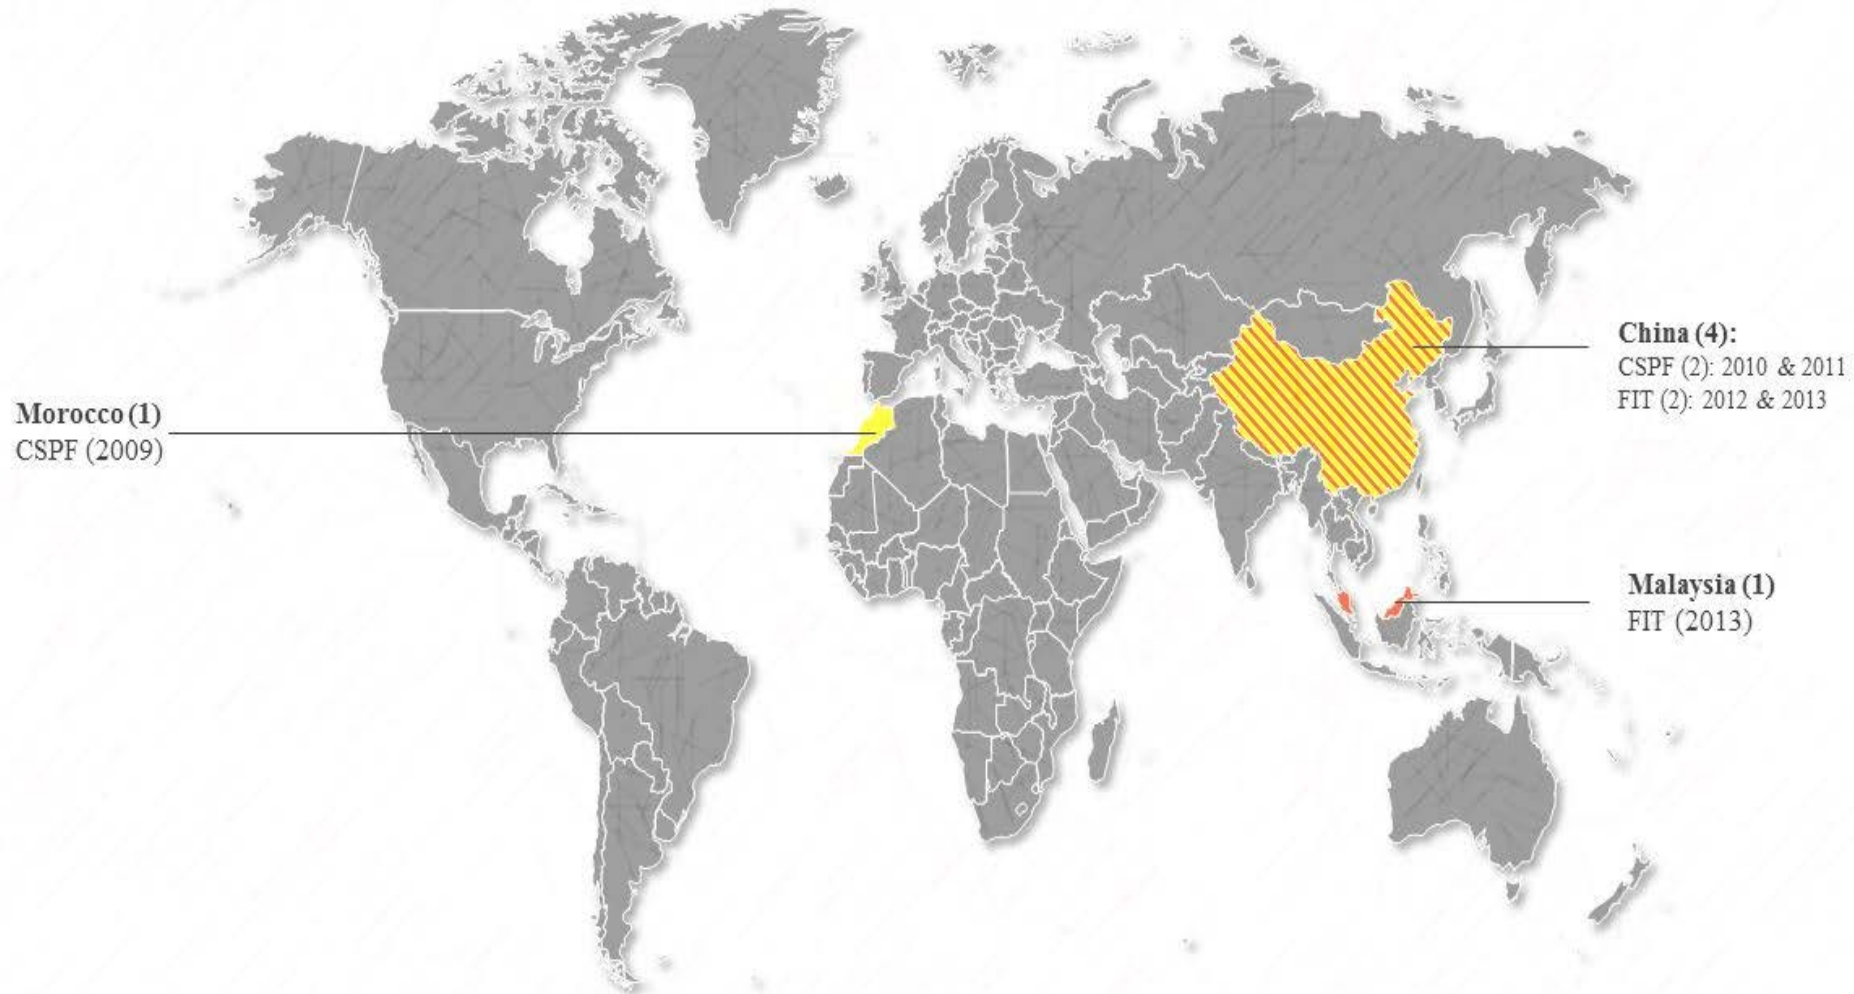 Morocco (1)
CSPF (2009)
China (4):
CSPF (2): 2010 & 2011
FIT (2): 2012 & 2013
Malaysia (1)
FIT (2013)